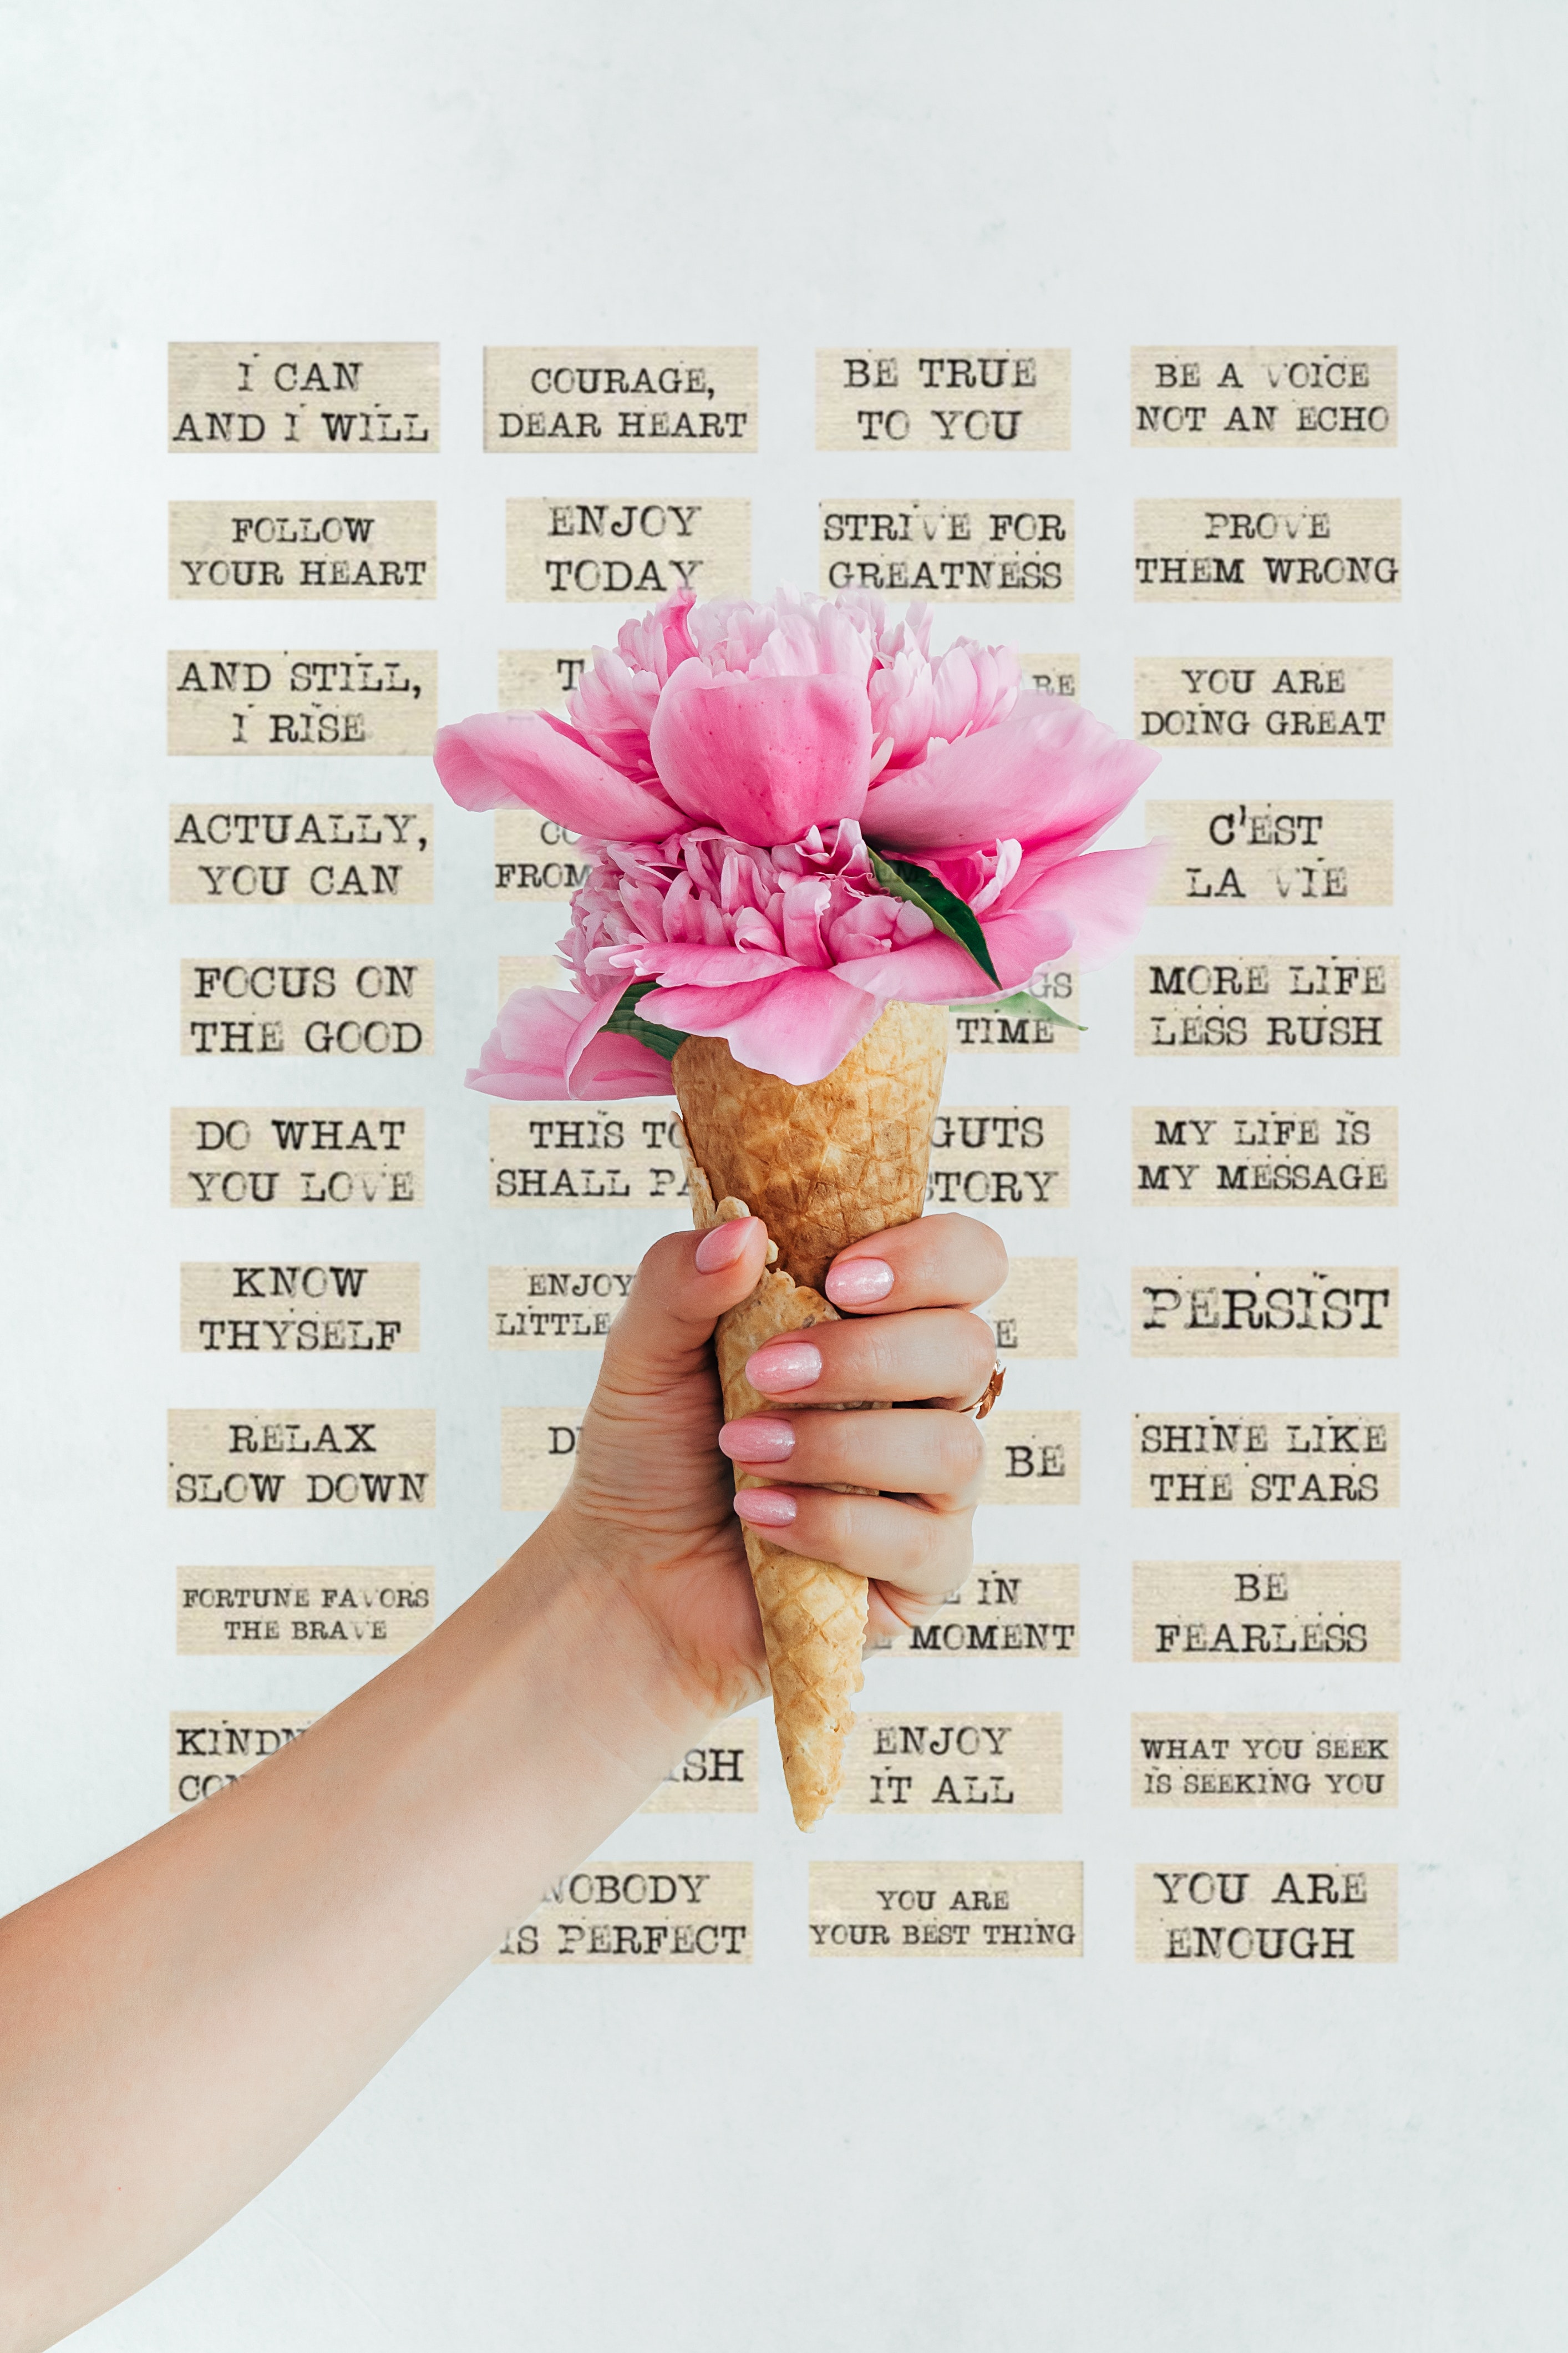 I CAN
AND I WILL
COURAGE,
DEAR HEART
BE TRUE
TO YOU
BE A VOICE
NOT AN ECHO
FOLLOW
YOUR HEART
ENJOY
TODAY
STRIVE FOR
GREATNESS
PROVE
THEM WRONG
AND STILL,
I RISE
YOU ARE
DOING GREAT
ACTUALLY,
YOU CAN
FROM
C'EST
LA VIE
FOCUS ON
THE GOOD
TIME
MORE LIFE
LESS RUSH
DO WHAT
YOU LOVE
THIS
SHALL
GUTS
STORY
MY LIFE IS
MY MESSAGE
KNOW
THYSELF
ENJOY
LITTLE
PERSIST
RELAX
SLOW DOWN
BE
SHINE LIKE
THE STARS
FORTUNE FAVORS
THE BRAVE
IN
MOMENT
BE
FEARLESS
ENJOY
IT ALL
WHAT YOU SEEK
IS SEEKING YOU
NOBODY
IS PERFECT
YOU ARE
YOUR BEST THING
YOU ARE
ENOUGH